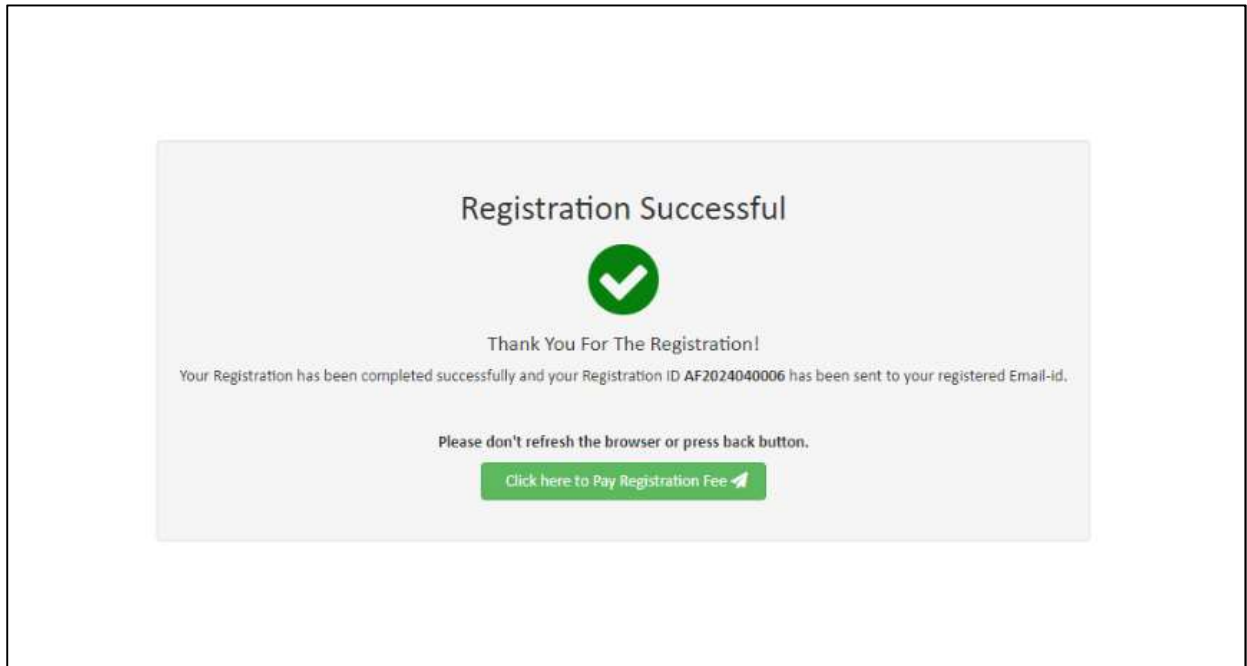 Registration Successful
Thank You For The Registration!
Your Registration has been completed successfully and your Registration ID AF2024040006 has been sent to your registered Email-id.
Please don't refresh the browser or press back button.
Click here to Pay Registration Fee